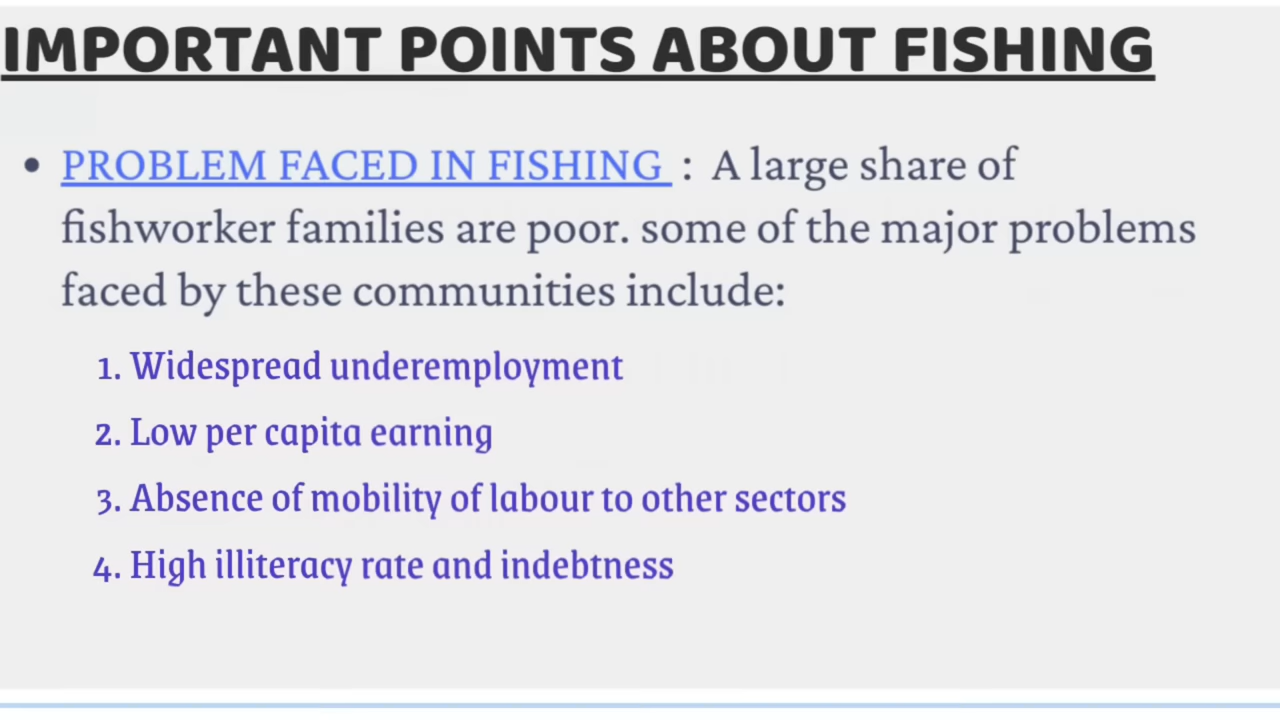 IMPORTANT POINTS ABOUT FISHING
• PROBLEM FACED IN FISHING : A large share of
fishworker families are poor. some of the major problems
faced by these communities include:
1. Widespread underemployment
2. Low per capita earning
3. Absence of mobility of labour to other sectors
4. High illiteracy rate and indebtness